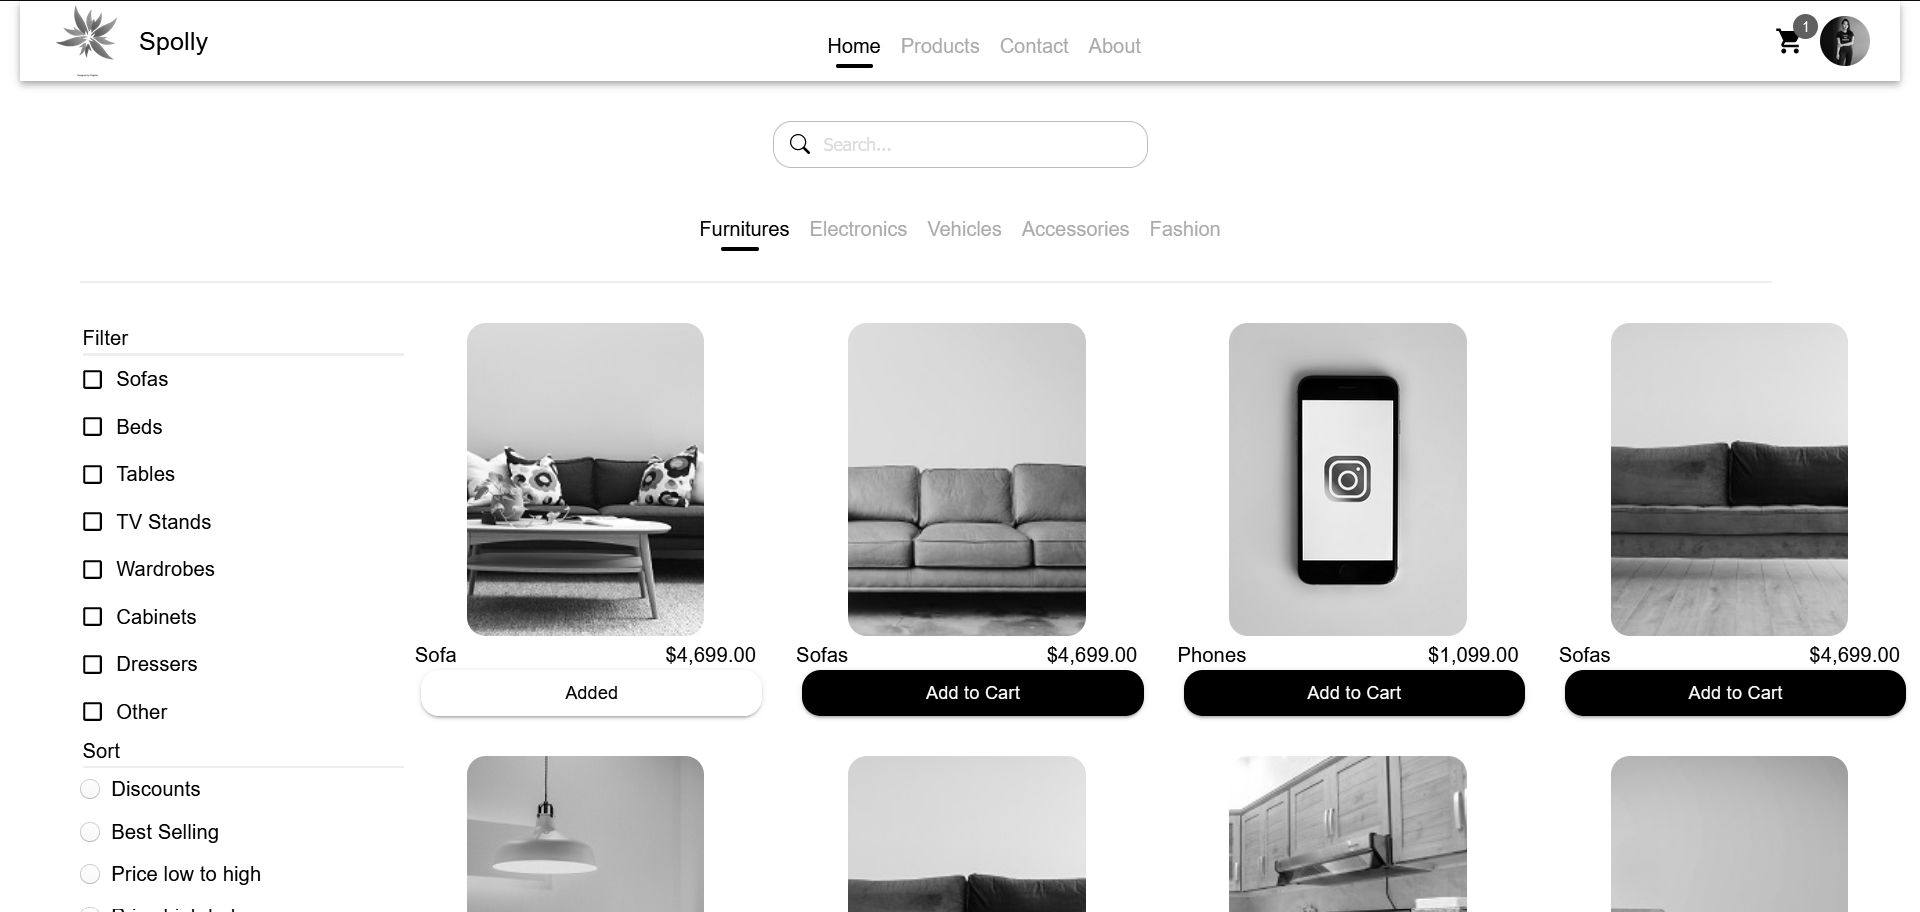 Spolly
Home Products Contact About
1
Search...
Furnitures Electronics Vehicles Accessories Fashion
Filter
Sofas
Beds
Tables
TV Stands
Wardrobes
Cabinets
Dressers
Other
Sort
Discounts
Best Selling
Price low to high
Sofa $4,699.00
Added
Sofas $4,699.00
Add to Cart
Phones $1,099.00
Add to Cart
Sofas $4,699.00
Add to Cart